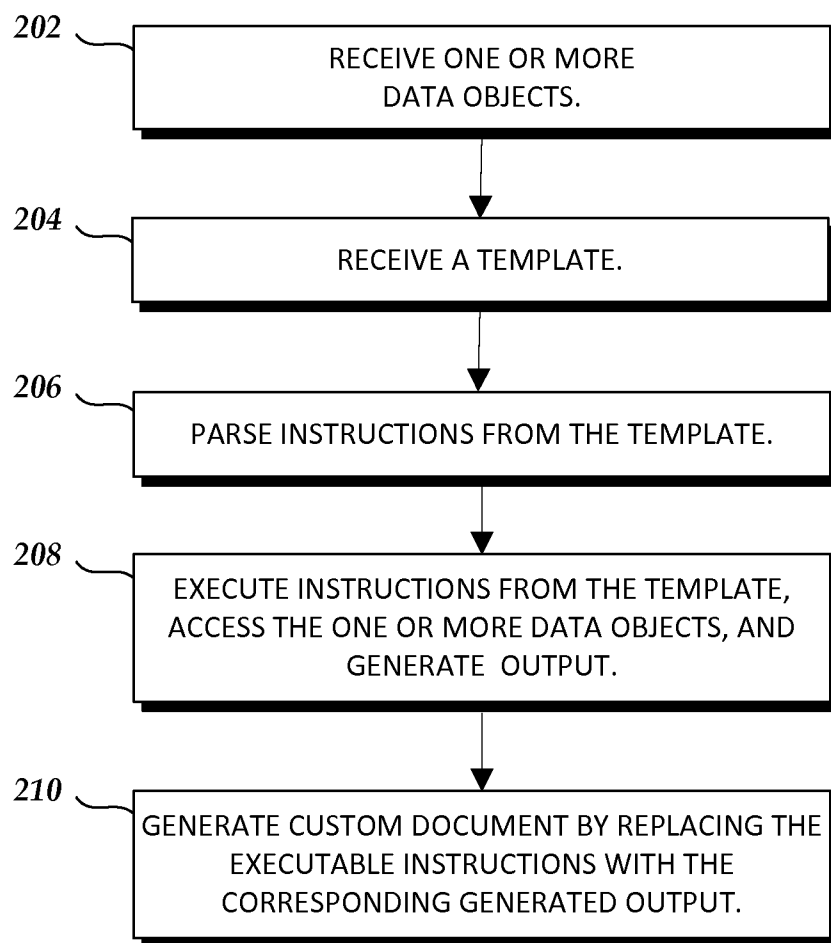 202
RECEIVE ONE OR MORE
DATA OBJECTS.
204
RECEIVE A TEMPLATE.
206
PARSE INSTRUCTIONS FROM THE TEMPLATE.
208
EXECUTE INSTRUCTIONS FROM THE TEMPLATE,
ACCESS THE ONE OR MORE DATA OBJECTS, AND
GENERATE OUTPUT.
210
GENERATE CUSTOM DOCUMENT BY REPLACING THE
EXECUTABLE INSTRUCTIONS WITH THE
CORRESPONDING GENERATED OUTPUT.